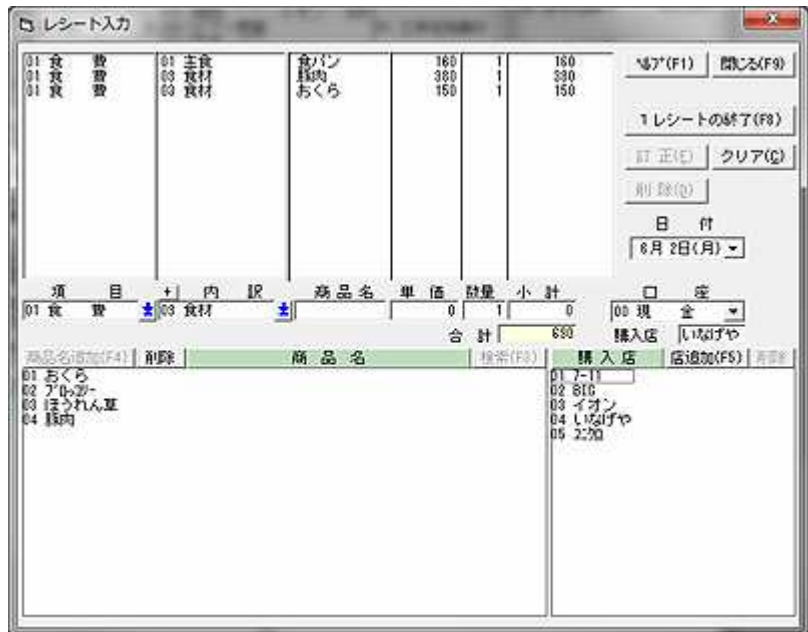 レシート入力
01 食 費 01 主食 食パン 160 1 160
01 食 費 03 食材 豚肉 380 1 380
01 食 費 03 食材 おくら 150 1 150
ﾍﾙﾌﾟ(F1) 閉じる(F9)
1 レシートの終了(F8)
訂 正(E) クリア(C)
削 除(D)
日 付
6月 2日(月)
項 目 +| 内 訳 商 品 名 単 価 数量 小 計 口 座
01 食 費 03 食材 0 1 0 00 現 金
合 計 690 購入店 いなげや
商品名追加(F4) 削除 商 品 名 検索(F3) 購 入 店 店追加(F5) 削除
01 おくら
02 ﾌﾞﾛｯｺﾘｰ
03 ほうれん草
04 豚肉
01 7-11
02 BIG
03 イオン
04 いなげや
05